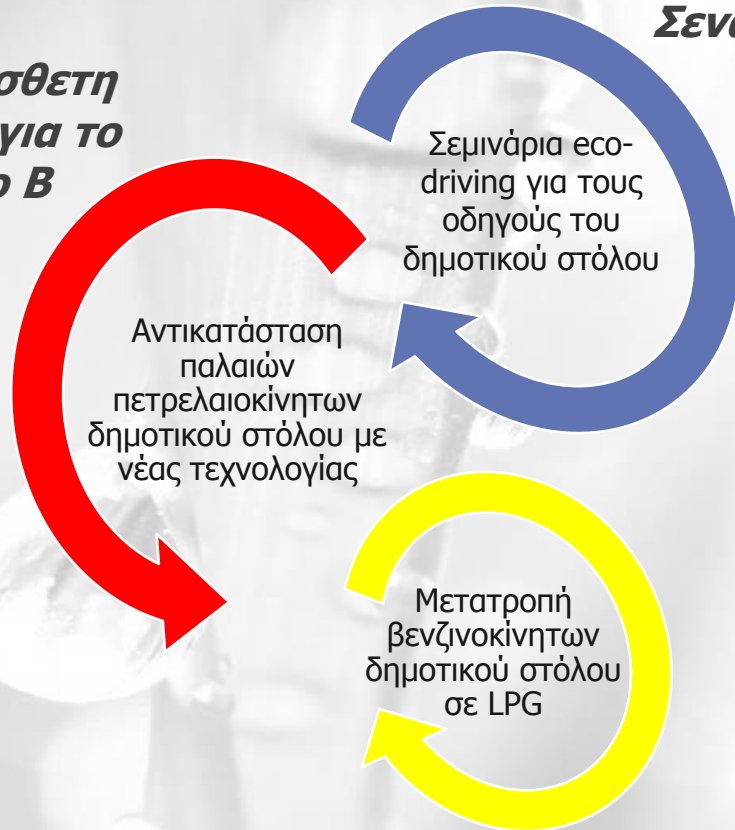 σθετη
για το
ο Β
Σενα
Σεμινάρια eco-
driving για τους
οδηγούς του
δημοτικού στόλου
Αντικατάσταση
παλαιών
πετρελαιοκίνητων
δημοτικού στόλου με
νέας τεχνολογίας
Μετατροπή
βενζινοκίνητων
δημοτικού στόλου
σε LPG